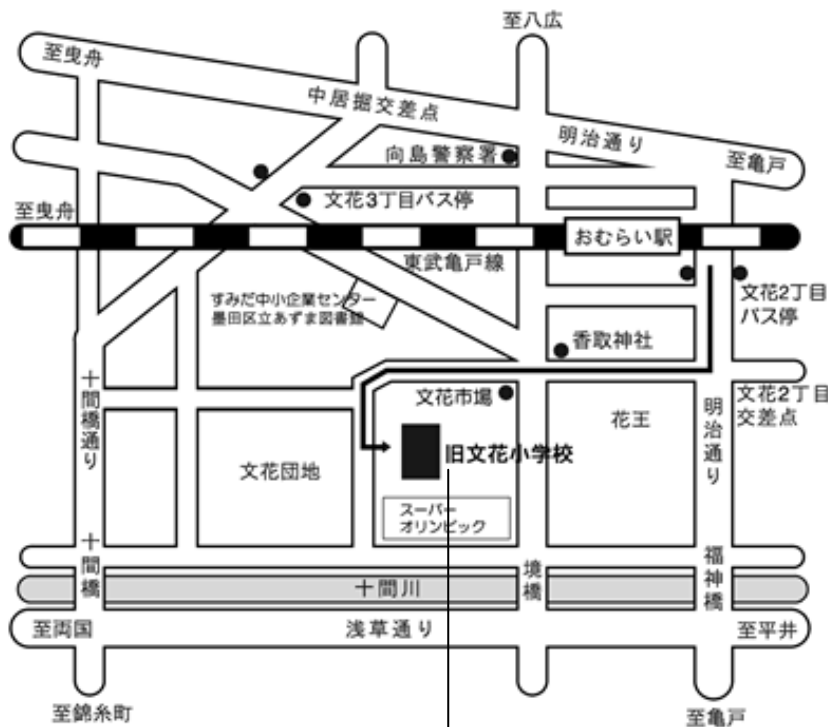 至八広
至曳舟
中居掘交差点
明治通り
向島警察署
至亀戸
文花3丁目バス停
至曳舟
おむらい駅
東武亀戸線
すみだ中小企業センター
墨田区立あずま図書館
文花2丁目
バス停
香取神社
文花市場
文花2丁目
交差点
十間橋通り
花王
明治通り
旧文花小学校
文花団地
スーパー
オリンピック
十間橋
境橋
福神橋
十間川
至両国
浅草通り
至平井
至錦糸町
至亀戸